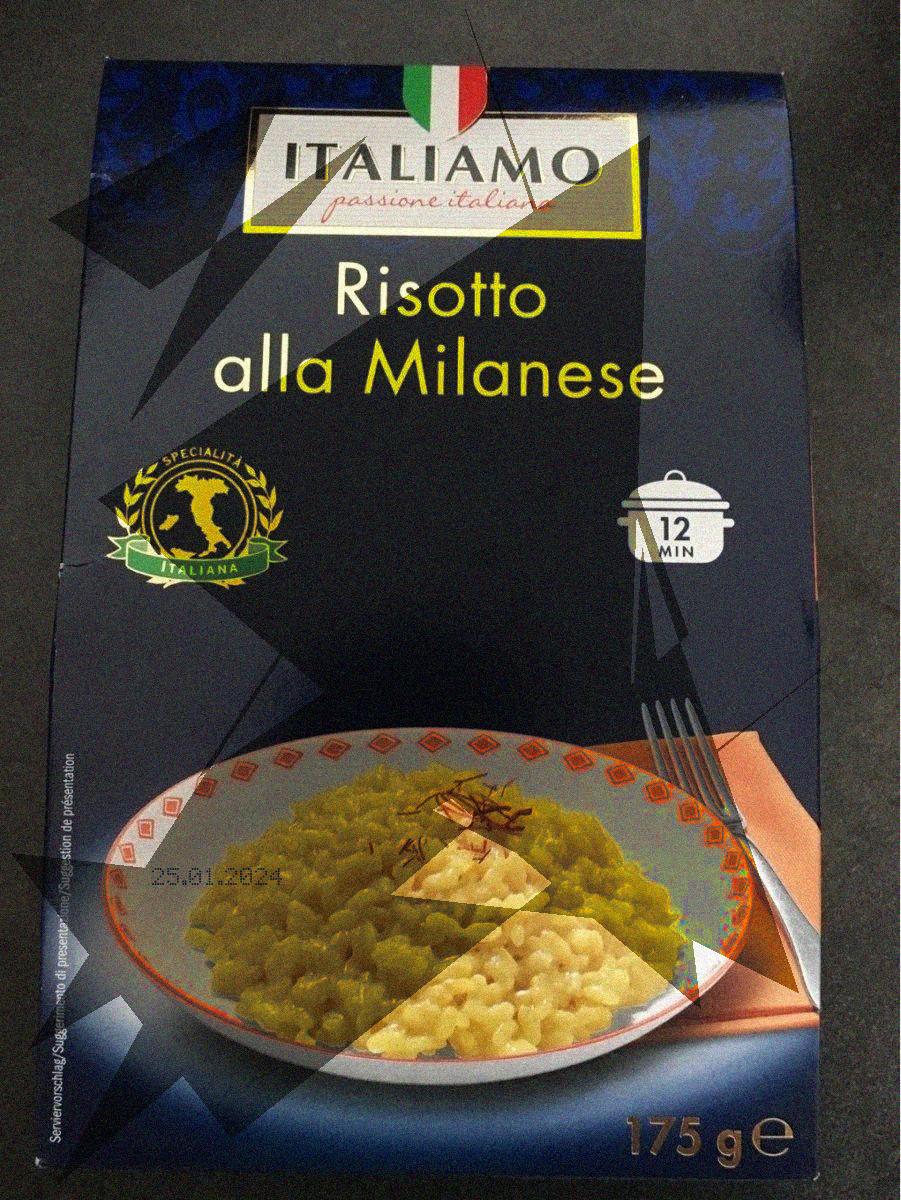 ITALIAMO
passione italiana
Risotto
alla Milanese
SPECIALITÀ
ITALIANA
12
MIN
25.01.2024
Serviervorschlag/Suggerimento di presentazione/Suggestion de présentation
175 g e